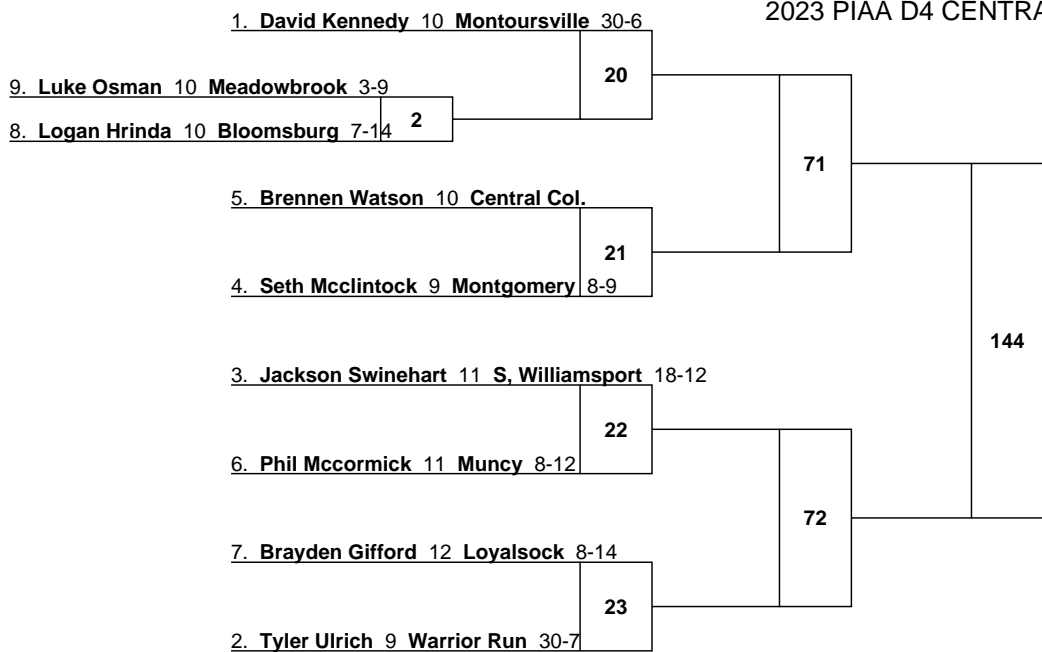 2023 PIAA D4 CENTRA
1. David Kennedy 10 Montoursville 30-6
20
9. Luke Osman 10 Meadowbrook 3-9
2
8. Logan Hrinda 10 Bloomsburg 7-14
71
5. Brennen Watson 10 Central Col.
21
4. Seth Mcclintock 9 Montgomery 8-9
144
3. Jackson Swinehart 11 S, Williamsport 18-12
22
6. Phil Mccormick 11 Muncy 8-12
72
7. Brayden Gifford 12 Loyalsock 8-14
23
2. Tyler Ulrich 9 Warrior Run 30-7